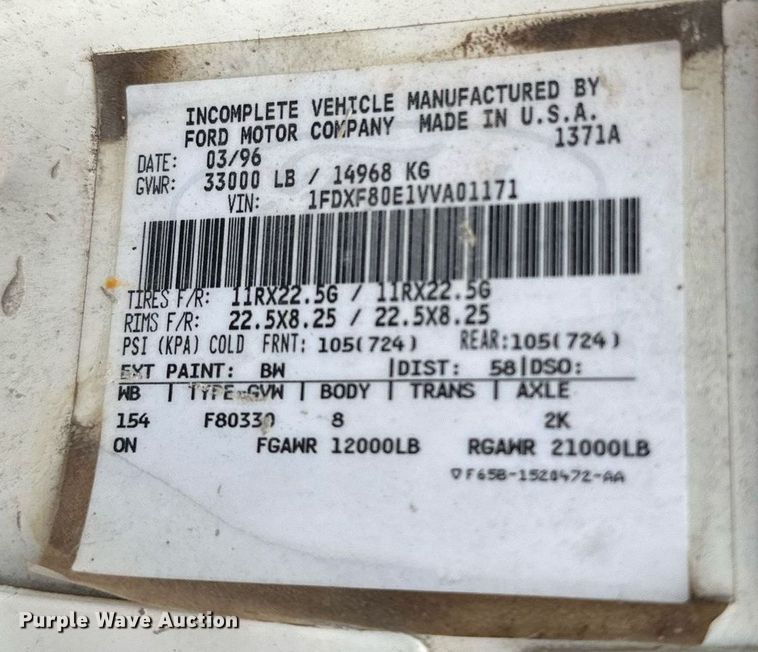 INCOMPLETE VEHICLE MANUFACTURED BY
FORD MOTOR COMPANY MADE IN U.S.A.
1371A
DATE: 03/96
GVWR: 33000 LB / 14968 KG
VIN: 1FDXF80E1VVA01171
TIRES F/R: 11RX22.5G / 11RX22.5G
RIMS F/R: 22.5X8.25 / 22.5X8.25
PSI (KPA) COLD FRNT: 105(724) REAR:105(724)
EXT PAINT: BW |DIST: 58|DSO:
WB | TYPE-GVW | BODY | TRANS | AXLE
154 F80330 8 2K
ON FGAWR 12000LB RGAWR 21000LB
F65B-1520472-AA
Purple Wave Auction